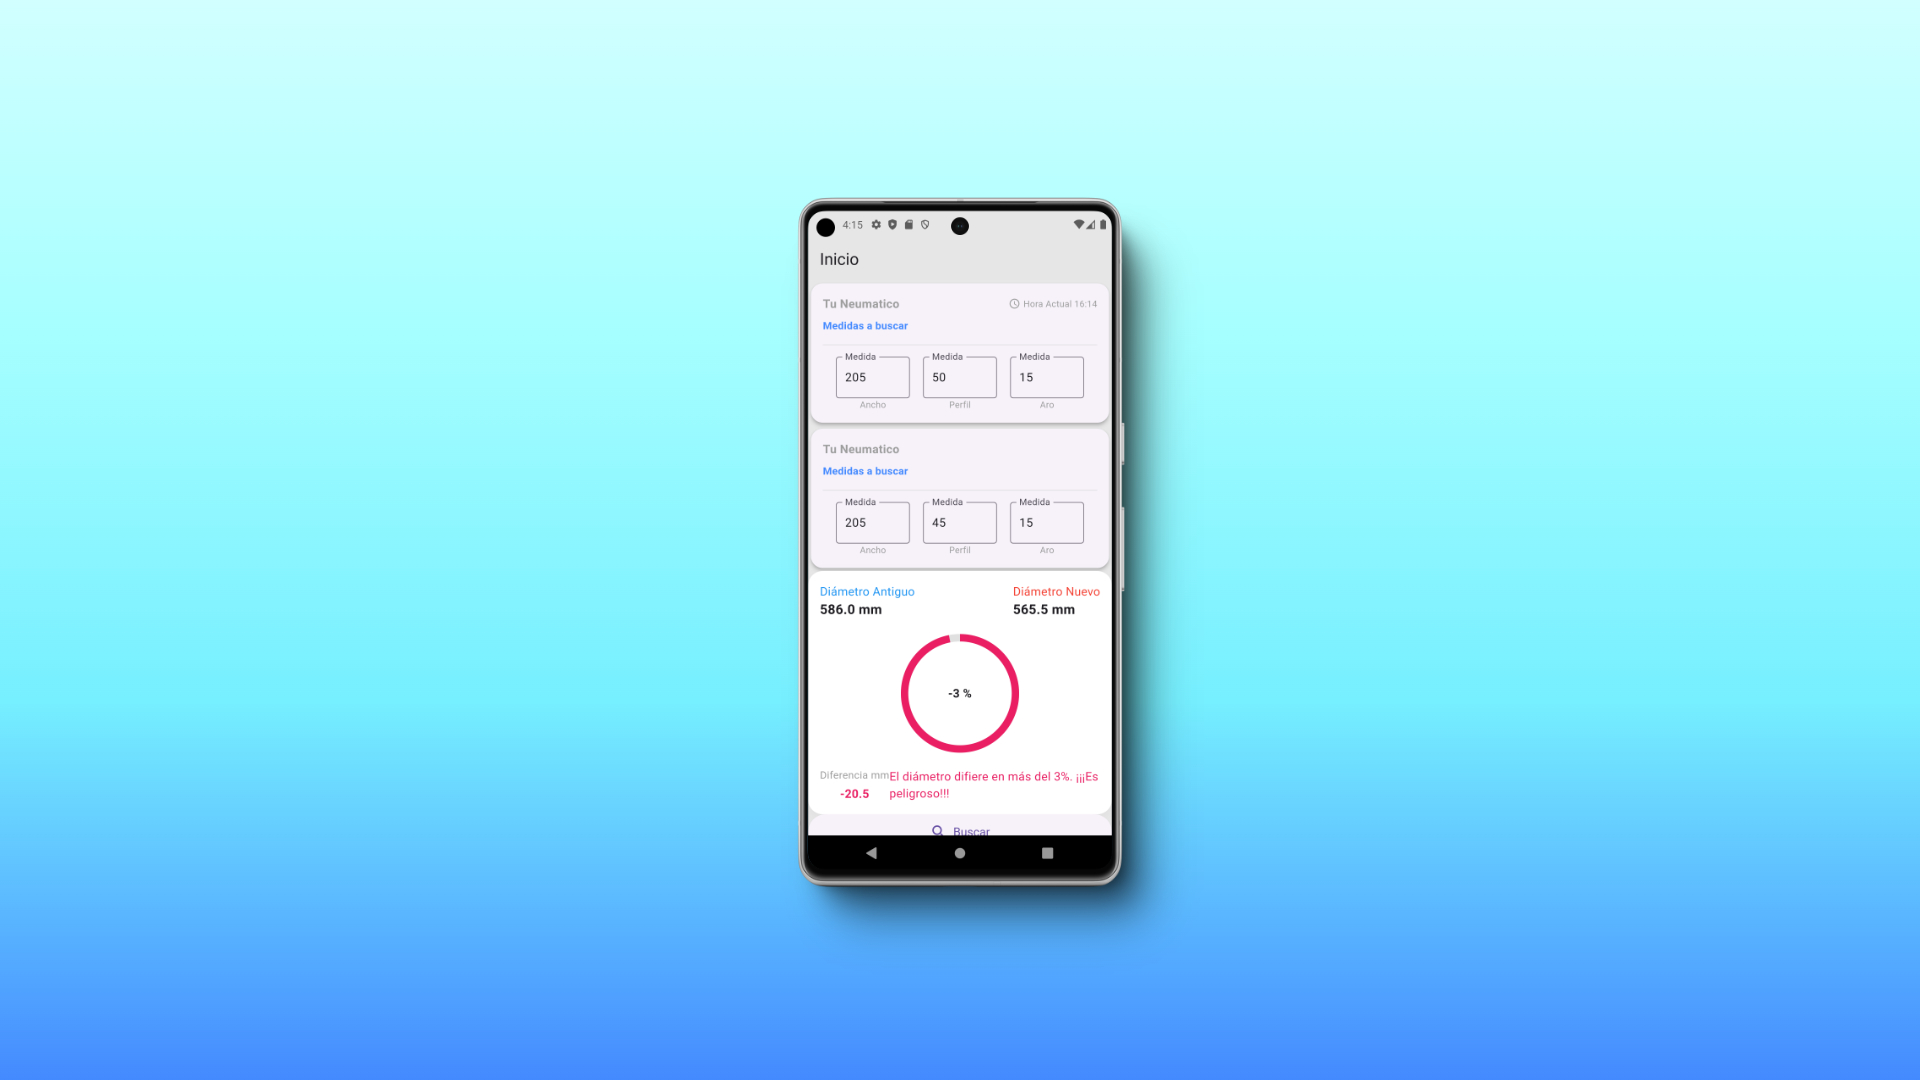 4:15
Inicio
Tu Neumatico
Hora Actual 16:14
Medidas a buscar
Medida Medida Medida
205 50 15
Ancho Perfil Aro
Tu Neumatico
Medidas a buscar
Medida Medida Medida
205 45 15
Ancho Perfil Aro
Diámetro Antiguo Diámetro Nuevo
586.0 mm 565.5 mm
-3 %
Diferencia mm
-20.5
El diámetro difiere en más del 3%. ¡¡¡Es
peligroso!!!
Buscar